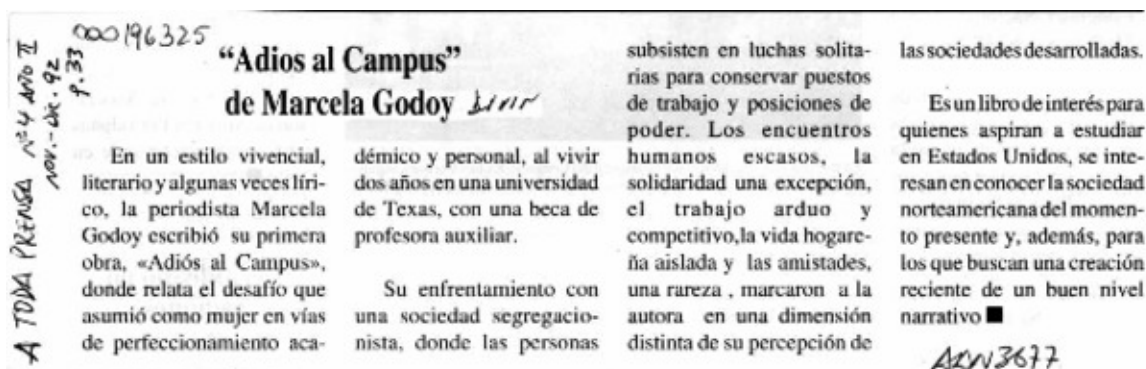 000196325
A TODA PRENSA Nº 4 AÑO II
nov.-Dic. 92
p. 33
“Adios al Campus”
de Marcela Godoy
En un estilo vivencial,
literario y algunas veces líri-
co, la periodista Marcela
Godoy escribió su primera
obra, «Adiós al Campus»,
donde relata el desafío que
asumió como mujer en vías
de perfeccionamiento aca-
démico y personal, al vivir
dos años en una universidad
de Texas, con una beca de
profesora auxiliar.
Su enfrentamiento con
una sociedad segregacio-
nista, donde las personas
subsisten en luchas solita-
rias para conservar puestos
de trabajo y posiciones de
poder. Los encuentros
humanos escasos, la
solidaridad una excepción,
el trabajo arduo y
competitivo,la vida hogare-
ña aislada y las amistades,
una rareza , marcaron a la
autora en una dimensión
distinta de su percepción de
las sociedades desarrolladas.
Es un libro de interés para
quienes aspiran a estudiar
en Estados Unidos, se inte-
resan en conocer la sociedad
norteamericana del momen-
to presente y, además, para
los que buscan una creación
reciente de un buen nivel
narrativo ■